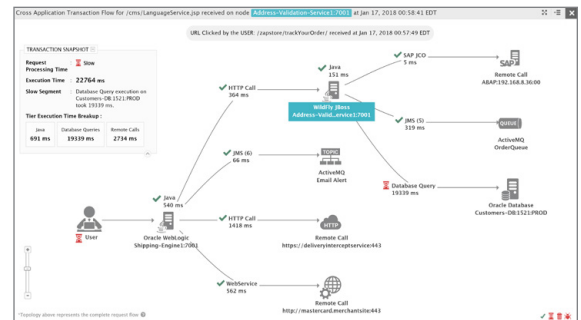 Cross Application Transaction Flow for /cms/LanguageService.jsp received on node Address-Validation-Service1:7001 at Jan 17, 2018 00:58:41 EDT
URL Clicked by the USER: /zapstore/trackYourOrder/ received at Jan 17, 2018 00:57:49 EDT
TRANSACTION SNAPSHOT
Request Processing Time : Slow
Execution Time : 22764 ms
Slow Segment : Database Query execution on
Customers-DB:1521:PROD
took 19339 ms.
Tier Execution Time Breakup :
Java
691 ms
Database Queries
19339 ms
Remote Calls
2734 ms
User
Java
540 ms
Oracle WebLogic
Shipping-Engine1:7001
HTTP Call
364 ms
Java
151 ms
WildFly JBoss
Address-Valid...ervice1:7001
SAP JCO
5 ms
SAP
Remote Call
ABAP:192.168.8.36:00
JMS (5)
319 ms
QUEUE
ActiveMQ
OrderQueue
Database Query
19339 ms
Oracle Database
Customers-DB:1521:PROD
JMS (6)
66 ms
TOPIC
ActiveMQ
Email Alert
HTTP Call
1418 ms
HTTP
Remote Call
https://deliveryinterceptservice:443
WebService
562 ms
Remote Call
http://mastercard.merchantsite:443
*Topology above represents the complete request flow